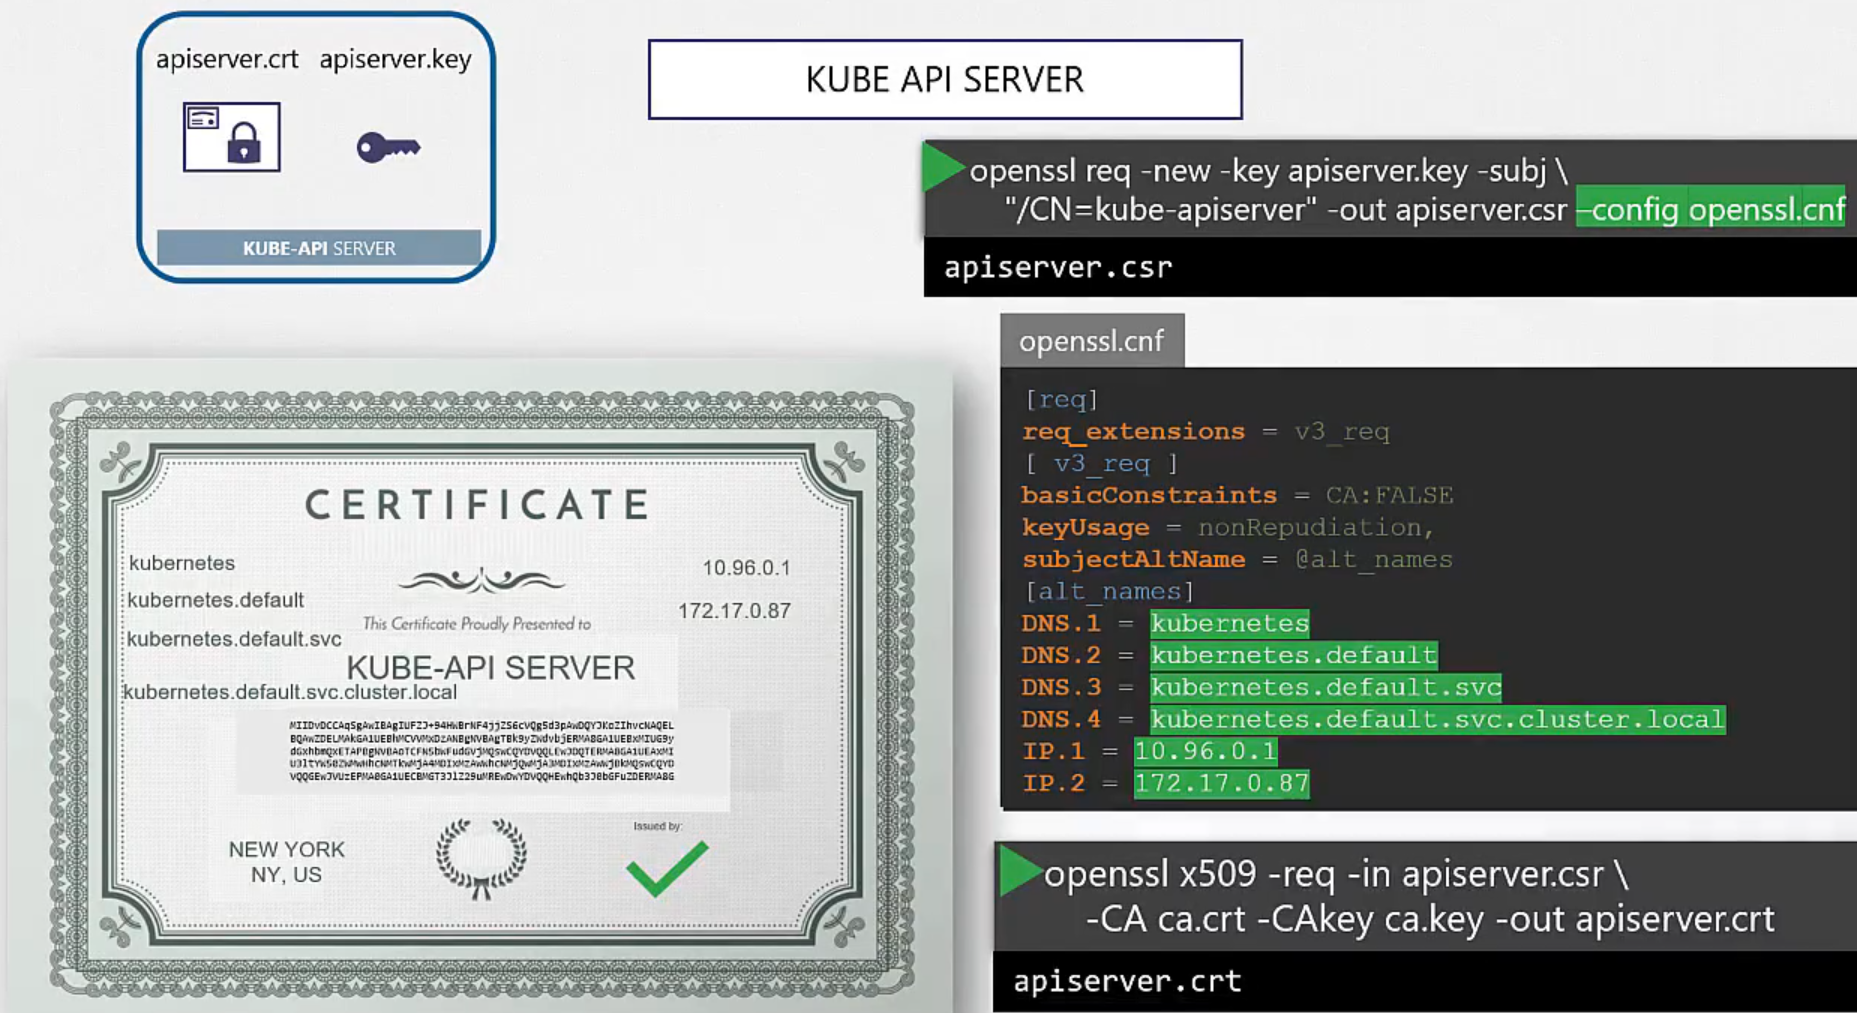 apiserver.crt apiserver.key
KUBE-API SERVER
KUBE API SERVER
openssl req -new -key apiserver.key -subj \
"/CN=kube-apiserver" -out apiserver.csr –config openssl.cnf
apiserver.csr
openssl.cnf
[req]
req_extensions = v3_req
[ v3_req ]
basicConstraints = CA:FALSE
keyUsage = nonRepudiation,
subjectAltName = @alt_names
[alt_names]
DNS.1 = kubernetes
DNS.2 = kubernetes.default
DNS.3 = kubernetes.default.svc
DNS.4 = kubernetes.default.svc.cluster.local
IP.1 = 10.96.0.1
IP.2 = 172.17.0.87
openssl x509 -req -in apiserver.csr \
-CA ca.crt -CAkey ca.key -out apiserver.crt
apiserver.crt
CERTIFICATE
kubernetes
kubernetes.default
kubernetes.default.svc
kubernetes.default.svc.cluster.local
10.96.0.1
172.17.0.87
This Certificate Proudly Presented to
KUBE-API SERVER
NEW YORK
NY, US
Issued by: